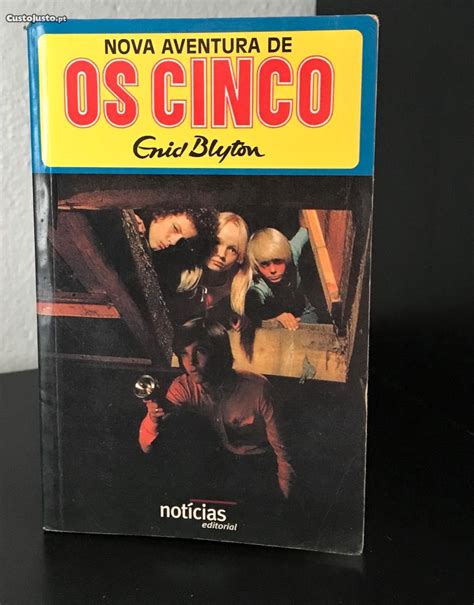 CustoJusto.pt
NOVA AVENTURA DE
OS CINCO
Enid Blyton
notícias
editorial